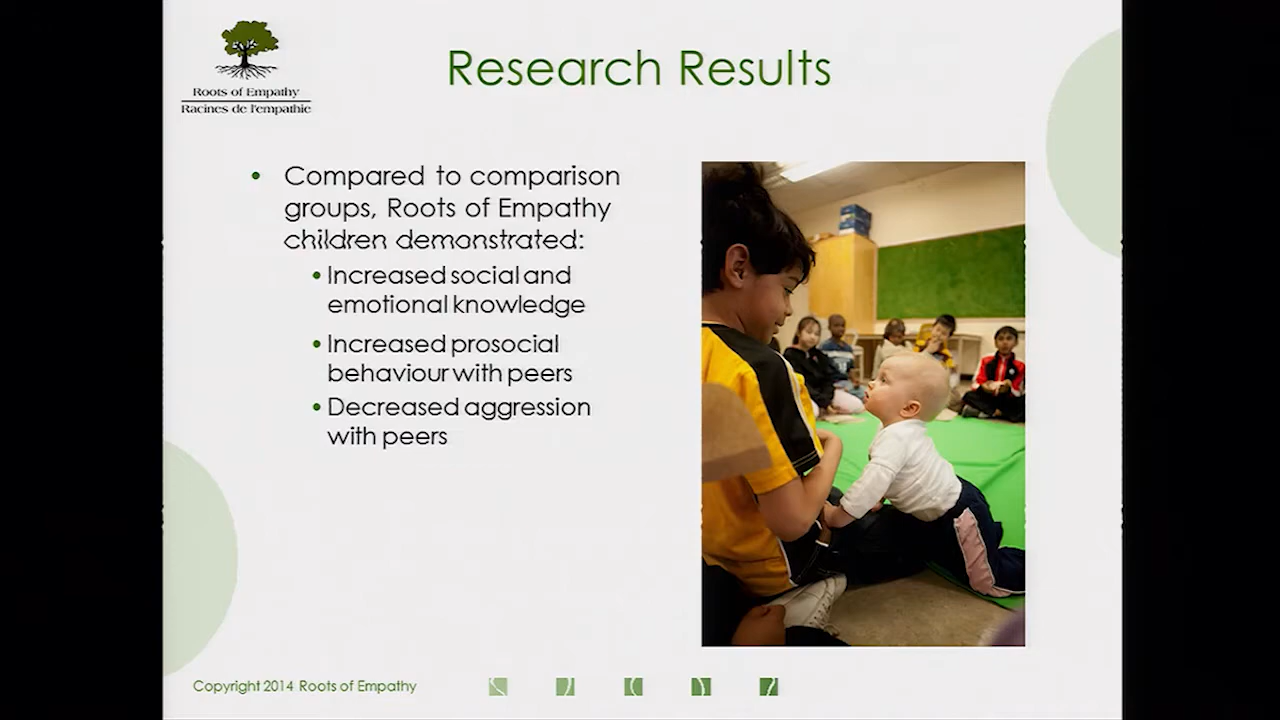 Roots of Empathy
Racines de l'empathie
Research Results
• Compared to comparison
groups, Roots of Empathy
children demonstrated:
• Increased social and
emotional knowledge
• Increased prosocial
behaviour with peers
• Decreased aggression
with peers
Copyright 2014 Roots of Empathy